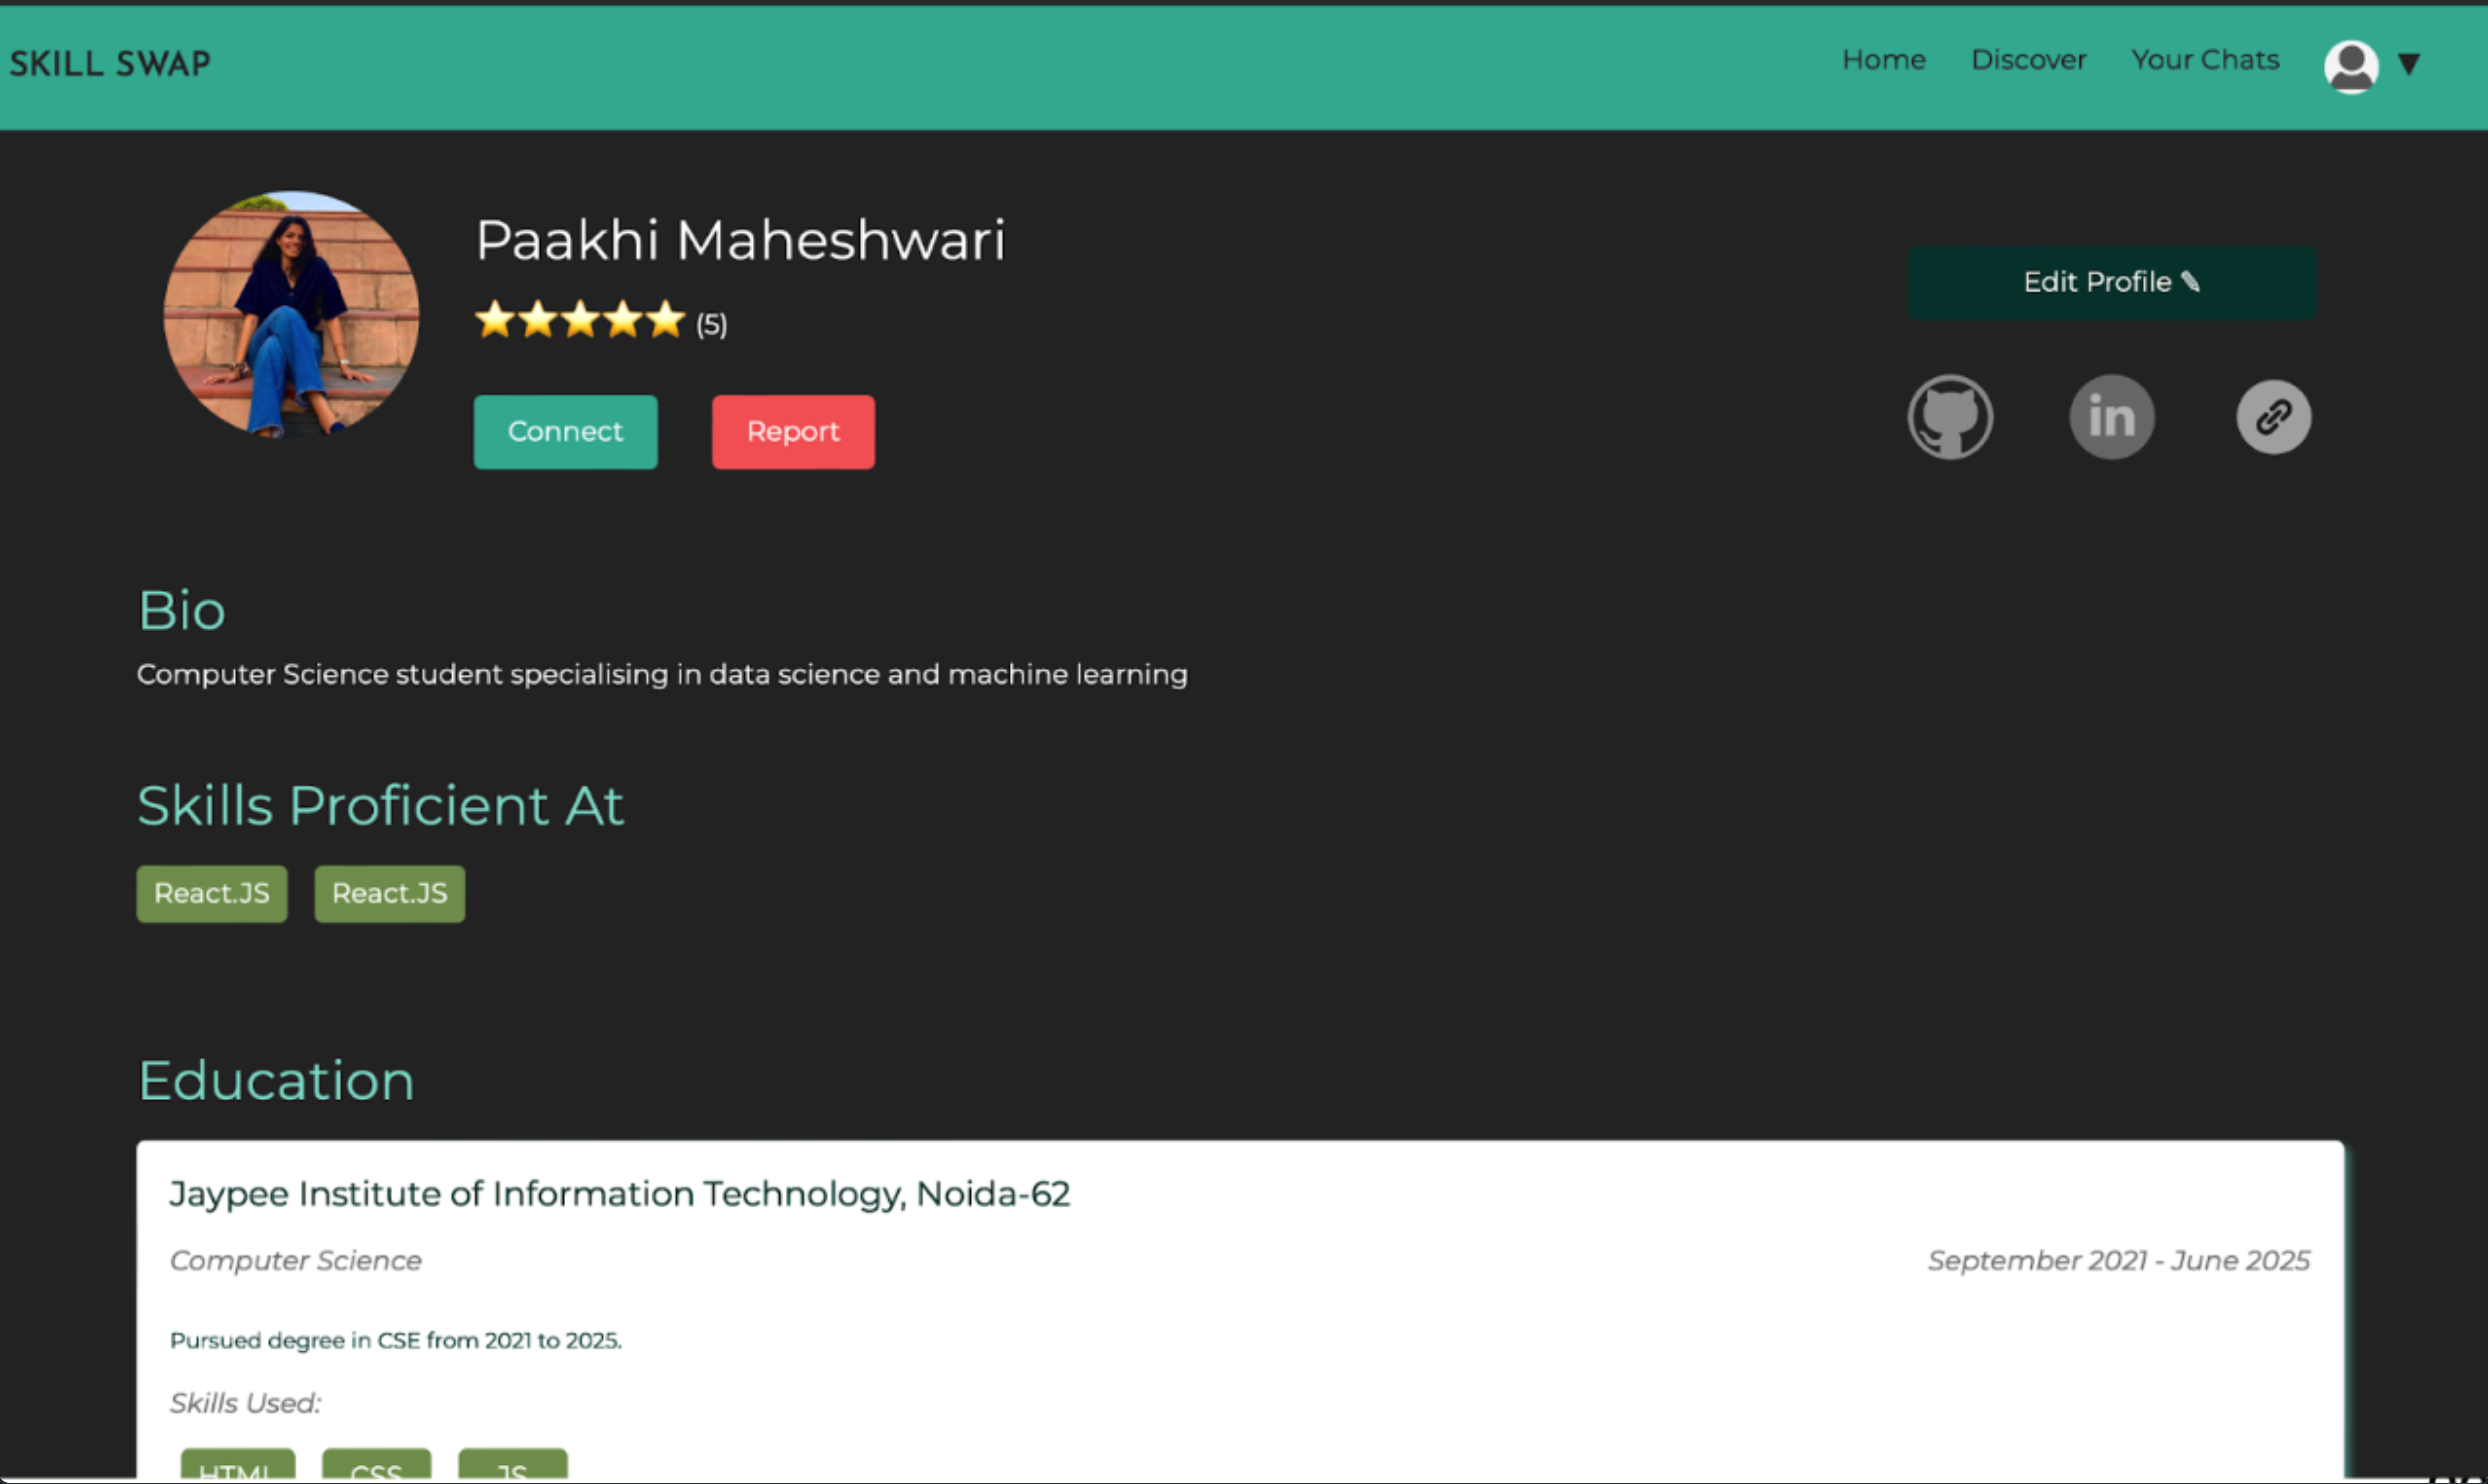 SKILL SWAP
Home Discover Your Chats ▼
Paakhi Maheshwari
⭐⭐⭐⭐⭐ (5)
Edit Profile ✎
Connect Report
in
Bio
Computer Science student specialising in data science and machine learning
Skills Proficient At
React.JS React.JS
Education
Jaypee Institute of Information Technology, Noida-62
Computer Science September 2021 - June 2025
Pursued degree in CSE from 2021 to 2025.
Skills Used:
HTML CSS JS